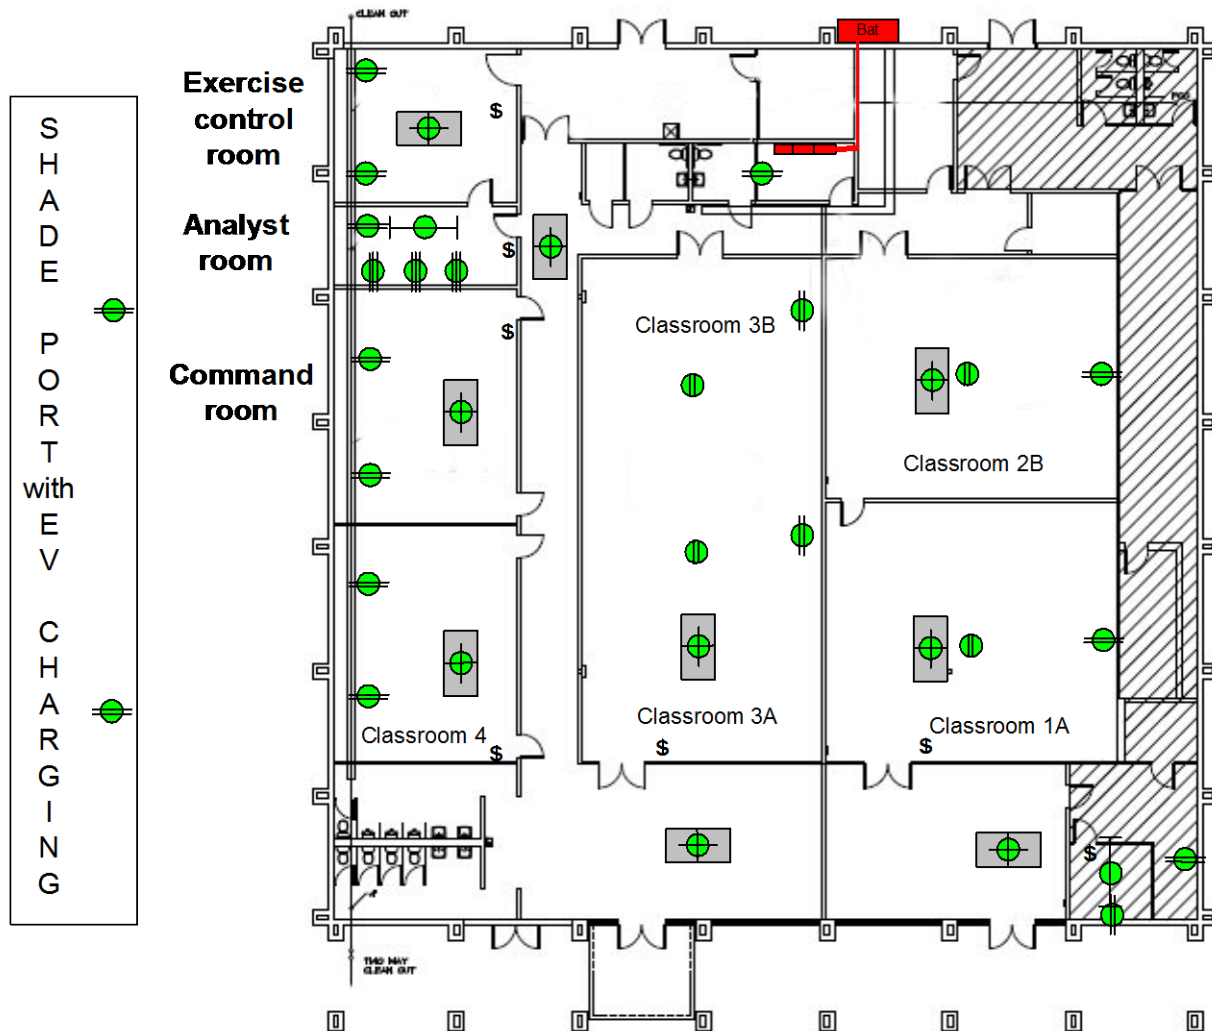 CLEAN OUT
Bat
Exercise
control
room
Analyst
room
Command
room
SHADE
PORT
with
EV
CHARGING
$
$
$
Classroom 3B
Classroom 2B
Classroom 3A
Classroom 1A
Classroom 4
$
$
$
$
TWO WAY
CLEAN OUT